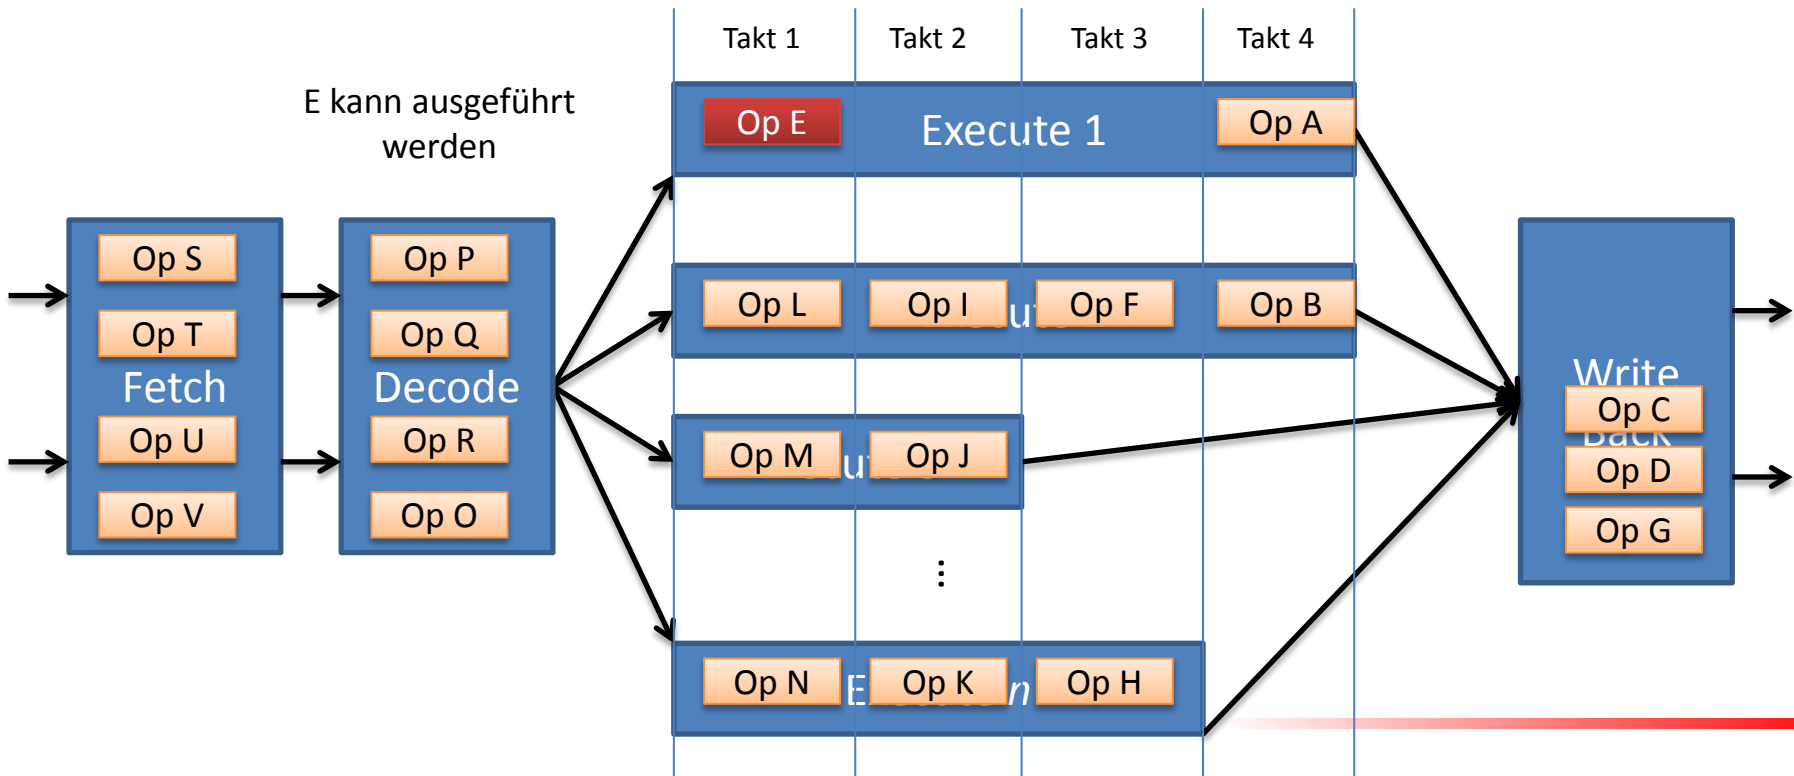 Takt 1
Takt 2
Takt 3
Takt 4
E kann ausgeführt
werden
Op E
Execute 1
Op A
Op S
Op T
Fetch
Op U
Op V
Op P
Op Q
Decode
Op R
Op O
Op L
Op I
Op F
Op B
Op M
Op J
...
Op N
Op K
Op H
n
Write
Op C
Back
Op D
Op G